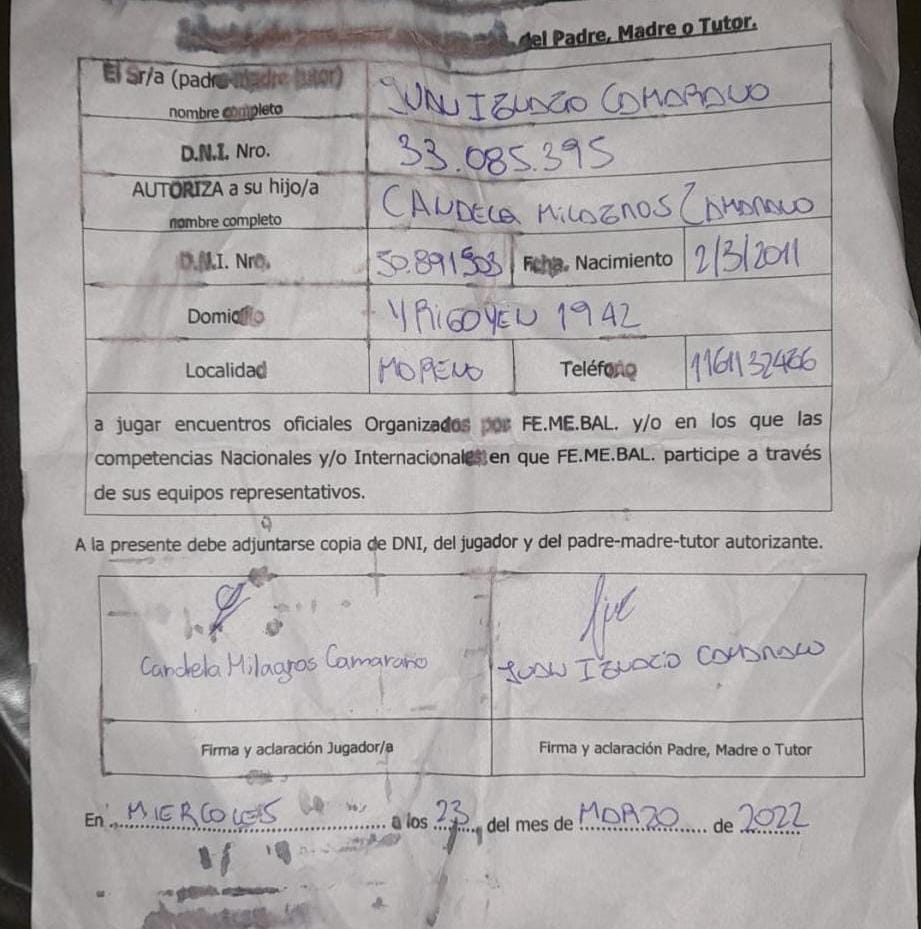 del Padre, Madre o Tutor.
El Sr/a (padre-madre tutor) nombre completo
JUAN IGNACIO CAMARANO
D.N.I. Nro.
33.085.395
AUTORIZA a su hijo/a nombre completo
CANDELA MILAGROS CAMARANO
D.N.I. Nro.
50.891503
Fcha. Nacimiento
2/3/2011
Domicilio
YRIGOYEN 1942
Localidad
MORENO
Teléfono
1161132466
a jugar encuentros oficiales Organizados por FE.ME.BAL. y/o en los que las
competencias Nacionales y/o Internacionales en que FE.ME.BAL. participe a través
de sus equipos representativos.
A la presente debe adjuntarse copia de DNI, del jugador y del padre-madre-tutor autorizante.
Candela Milagros Camarano
JUAN IGNACIO CAMARANO
Firma y aclaración Jugador/a
Firma y aclaración Padre, Madre o Tutor
En MIERCOLES a los 23, del mes de MARZO de 2022